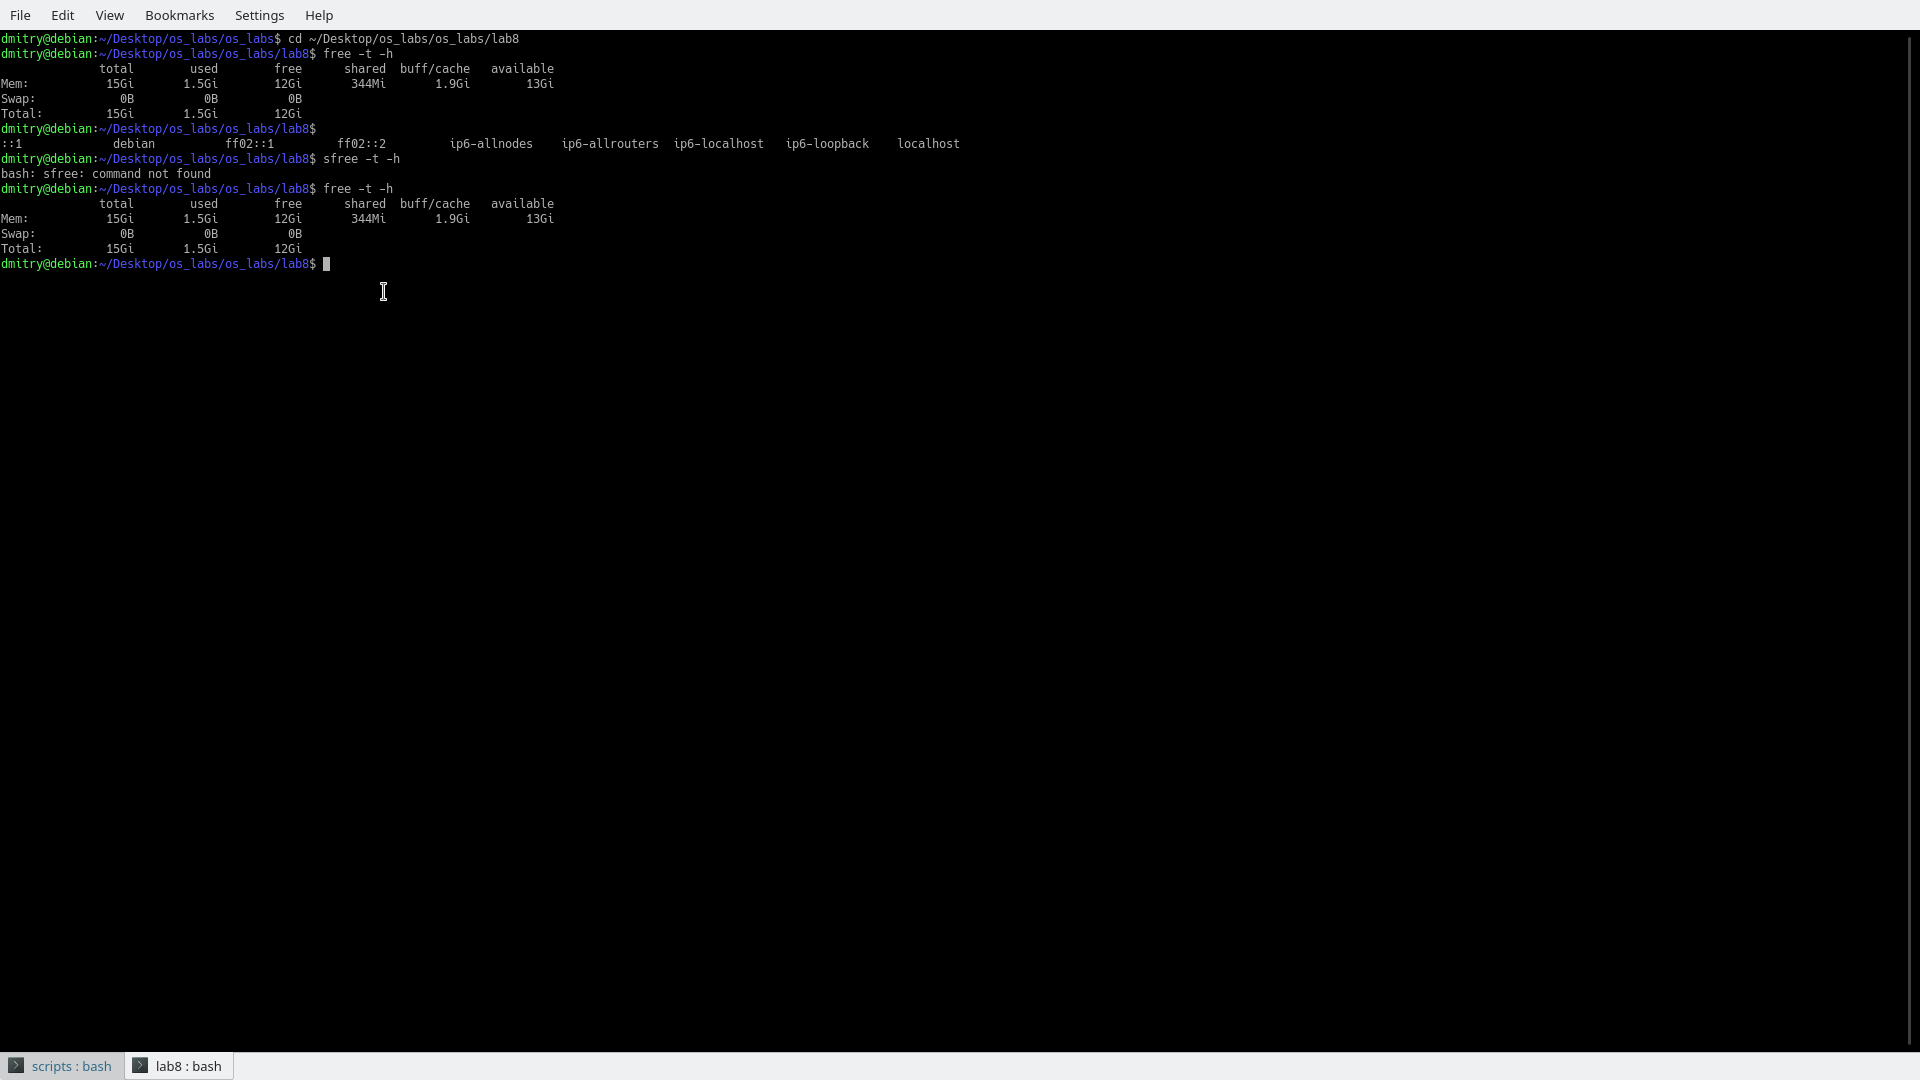 File Edit View Bookmarks Settings Help
dmitry@debian:~/Desktop/os_labs/os_labs$ cd ~/Desktop/os_labs/os_labs/lab8
dmitry@debian:~/Desktop/os_labs/os_labs/lab8$ free -t -h
              total        used        free      shared  buff/cache   available
Mem:           15Gi       1.5Gi        12Gi       344Mi       1.9Gi        13Gi
Swap:            0B          0B          0B
Total:         15Gi       1.5Gi        12Gi
dmitry@debian:~/Desktop/os_labs/os_labs/lab8$
::1             debian          ff02::1         ff02::2         ip6-allnodes    ip6-allrouters  ip6-localhost   ip6-loopback    localhost
dmitry@debian:~/Desktop/os_labs/os_labs/lab8$ sfree -t -h
bash: sfree: command not found
dmitry@debian:~/Desktop/os_labs/os_labs/lab8$ free -t -h
              total        used        free      shared  buff/cache   available
Mem:           15Gi       1.5Gi        12Gi       344Mi       1.9Gi        13Gi
Swap:            0B          0B          0B
Total:         15Gi       1.5Gi        12Gi
dmitry@debian:~/Desktop/os_labs/os_labs/lab8$
scripts : bash lab8 : bash